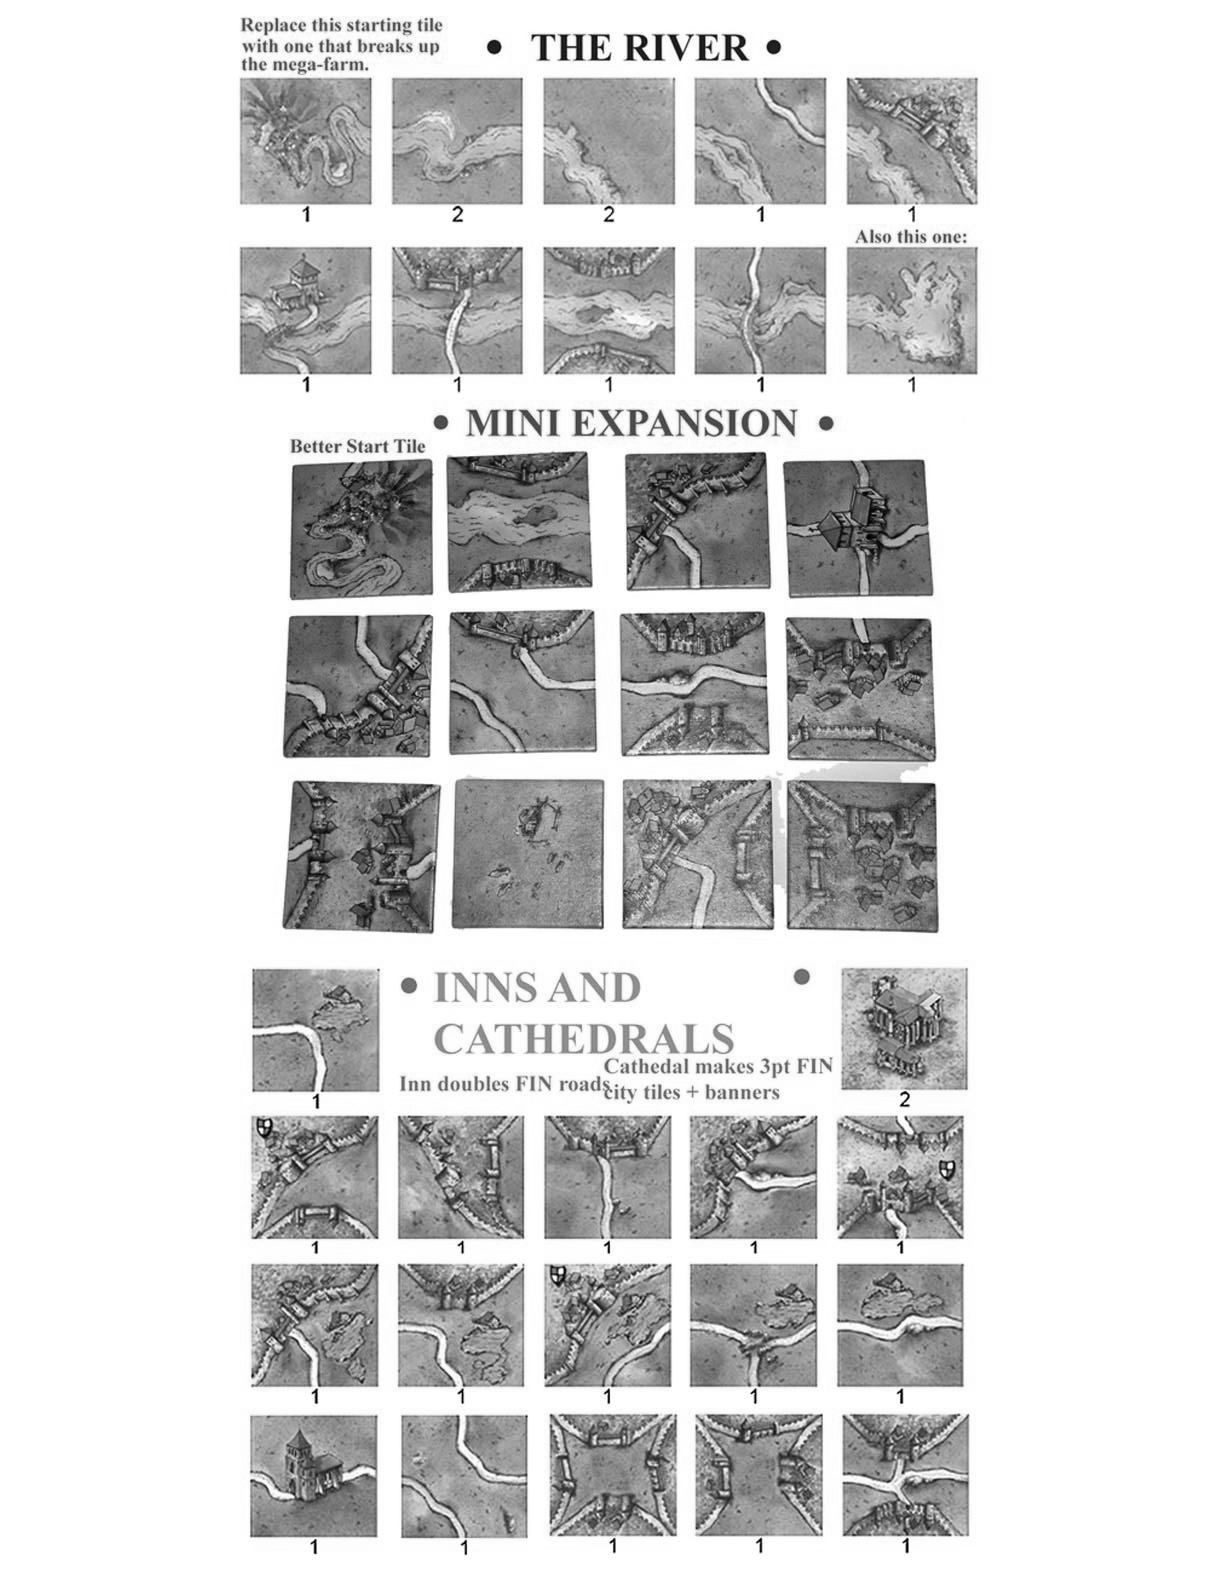 Replace this starting tile
with one that breaks up
the mega-farm.
• THE RIVER •
1 2 2 1 1
Also this one:
1 1 1 1 1
• MINI EXPANSION •
Better Start Tile
• INNS AND •
CATHEDRALS
Inn doubles FIN roads
Cathedal makes 3pt FIN
city tiles + banners
1 2
1 1 1 1 1
1 1 1 1 1
1 1 1 1 1